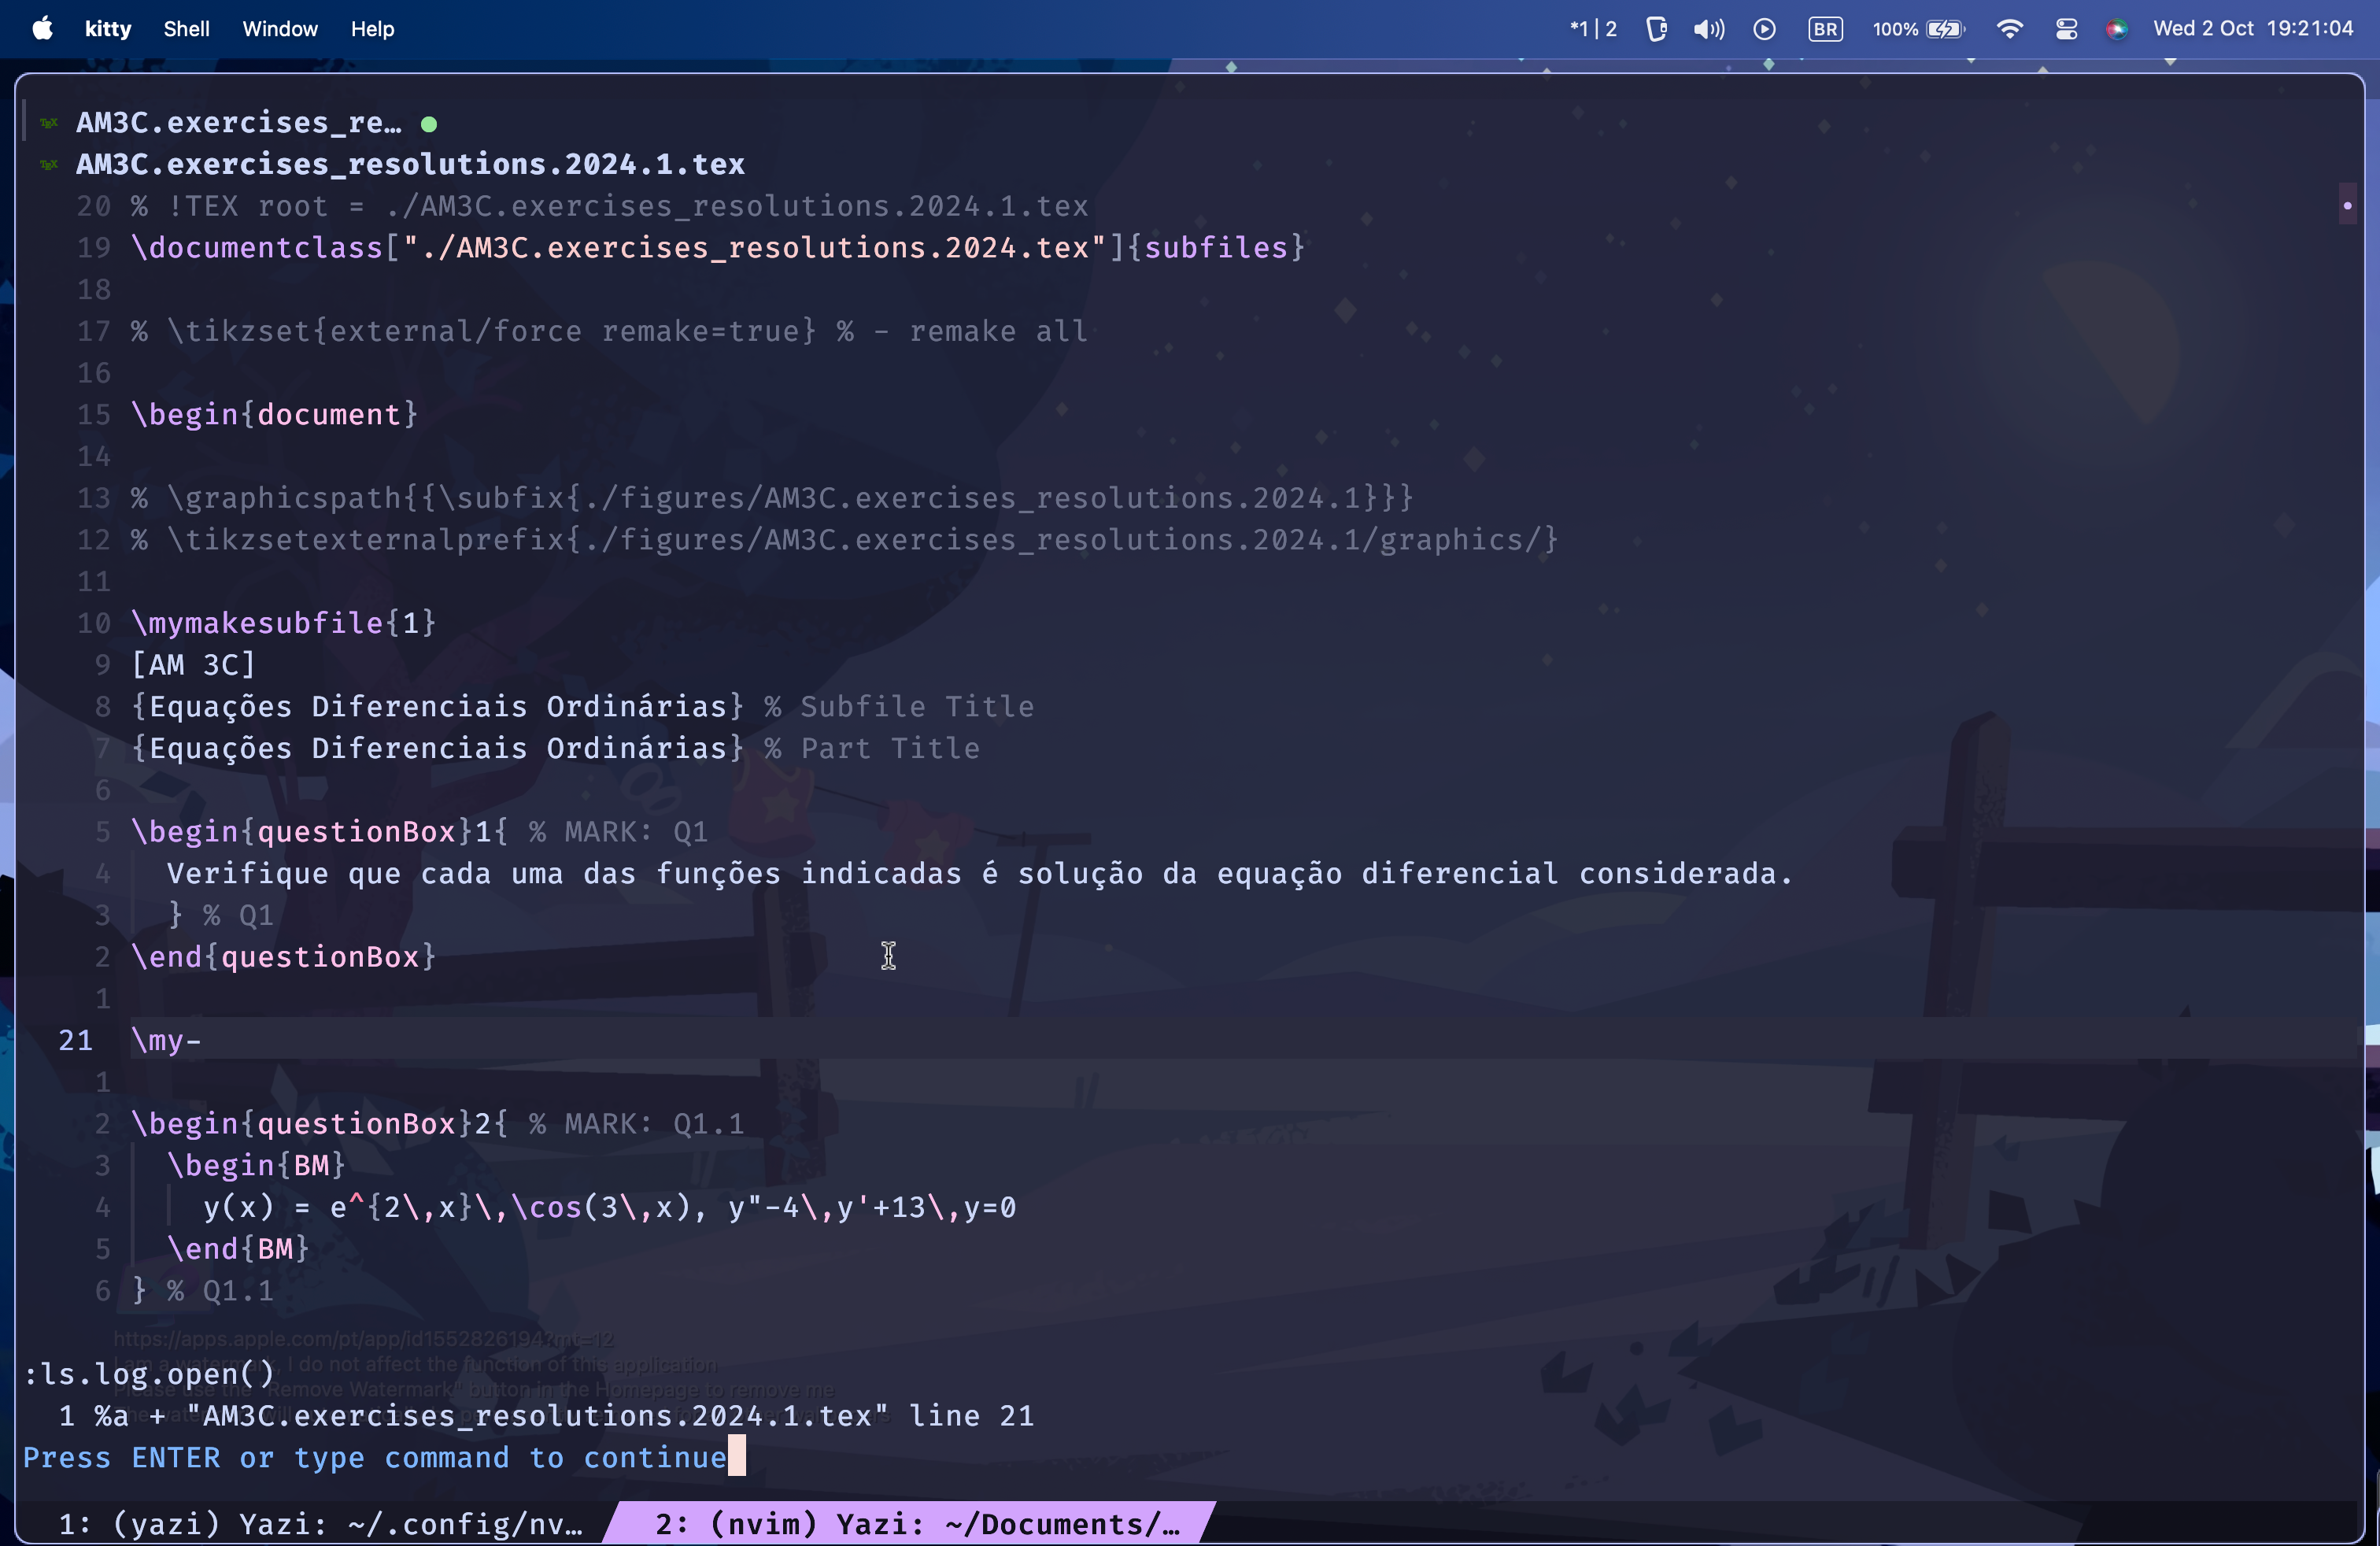 kitty Shell Window Help *1|2 BR 100% Wed 2 Oct 19:21:04
TEX AM3C.exercises_re… ●
TEX AM3C.exercises_resolutions.2024.1.tex
20 % !TEX root = ./AM3C.exercises_resolutions.2024.1.tex
19 \documentclass["./AM3C.exercises_resolutions.2024.tex"]{subfiles}
18
17 % \tikzset{external/force remake=true} % - remake all
16
15 \begin{document}
14
13 % \graphicspath{{\subfix{./figures/AM3C.exercises_resolutions.2024.1}}}
12 % \tikzsetexternalprefix{./figures/AM3C.exercises_resolutions.2024.1/graphics/}
11
10 \mymakesubfile{1}
9 [AM 3C]
8 {Equações Diferenciais Ordinárias} % Subfile Title
7 {Equações Diferenciais Ordinárias} % Part Title
6
5 \begin{questionBox}1{ % MARK: Q1
4 Verifique que cada uma das funções indicadas é solução da equação diferencial considerada.
3 } % Q1
2 \end{questionBox}
1
21 \my-
1
2 \begin{questionBox}2{ % MARK: Q1.1
3 \begin{BM}
4 y(x) = e^{2\,x}\,\cos(3\,x), y"-4\,y'+13\,y=0
5 \end{BM}
6 } % Q1.1
https://apps.apple.com/pt/app/id1552826194?mt=12
:ls.log.open()
I am a watermark, I do not affect the function of this application
Please use the "Remove Watermark" button in the Homepage to remove me
1 %a + "AM3C.exercises_resolutions.2024.1.tex" line 21
Press ENTER or type command to continue
1: (yazi) Yazi: ~/.config/nv… 2: (nvim) Yazi: ~/Documents/…